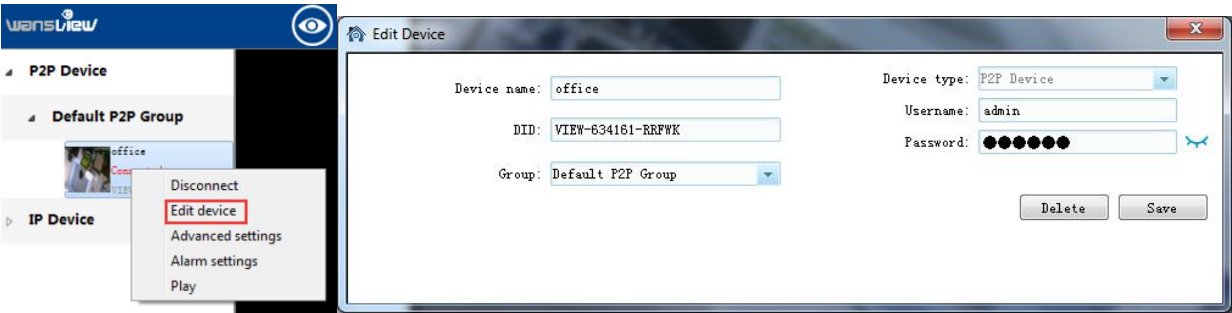 wansview
P2P Device
Default P2P Group
office
IP Device
Disconnect
Edit device
Advanced settings
Alarm settings
Play
Edit Device
Device name: office
DID: VIEW-634161-RRFWK
Group: Default P2P Group
Device type: P2P Device
Username: admin
Password: ●●●●●●
Delete
Save